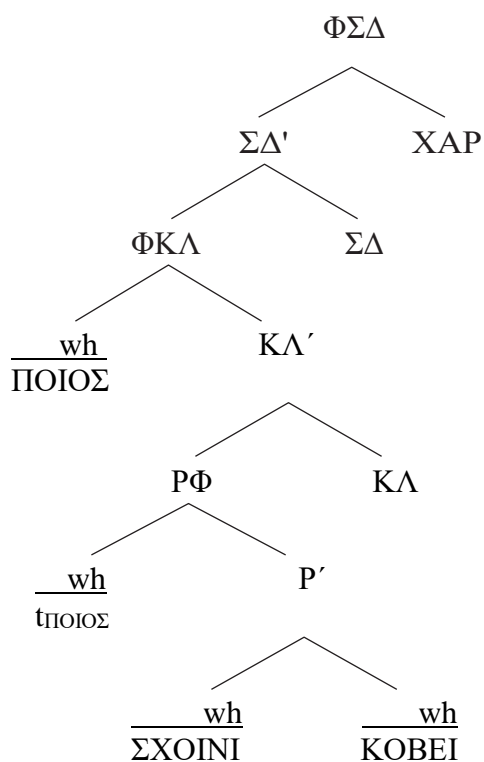 ΦΣΔ
ΣΔ' ΧΑΡ
ΦΚΛ ΣΔ
wh ΚΛ΄
ΠΟΙΟΣ
ΡΦ ΚΛ
wh Ρ΄
tΠΟΙΟΣ
wh wh
ΣΧΟΙΝΙ ΚΟΒΕΙ